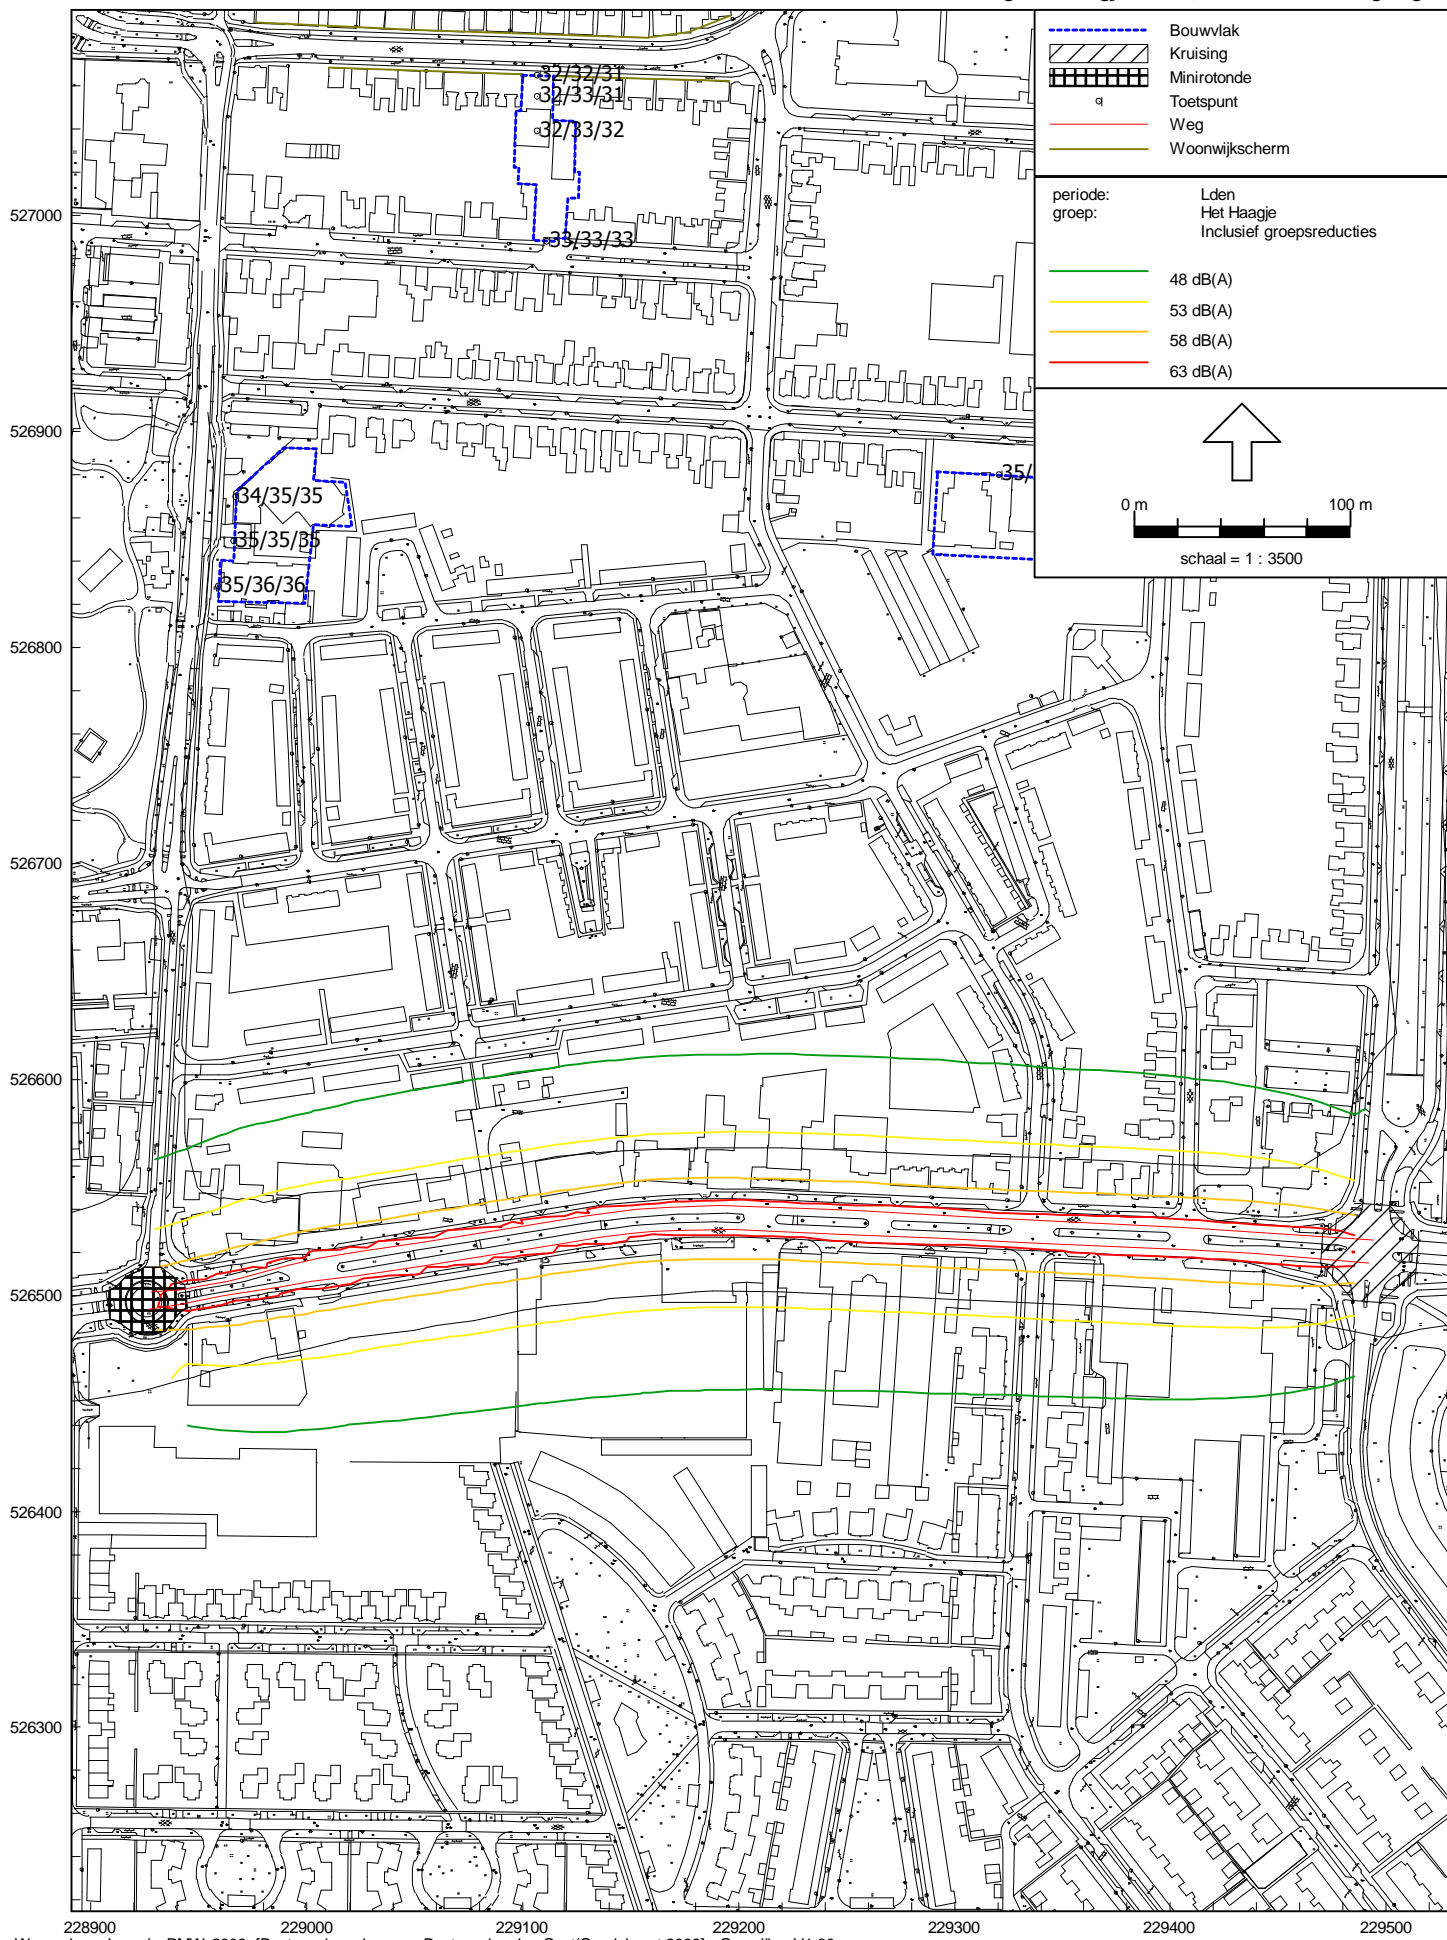 Bouwvlak
Kruising
Minirotonde
Toetspunt
Weg
Woonwijkscherm
periode: Lden
groep: Het Haagje
Inclusief groepsreducties
48 dB(A)
53 dB(A)
58 dB(A)
63 dB(A)
0 m 100 m
schaal = 1 : 3500
32/32/31
32/33/31
32/33/32
33/33/33
34/35/35
35/35/35
35/36/36
35/
527000
526900
526800
526700
526600
526500
526400
526300
228900 229000 229100 229200 229300 229400 229500